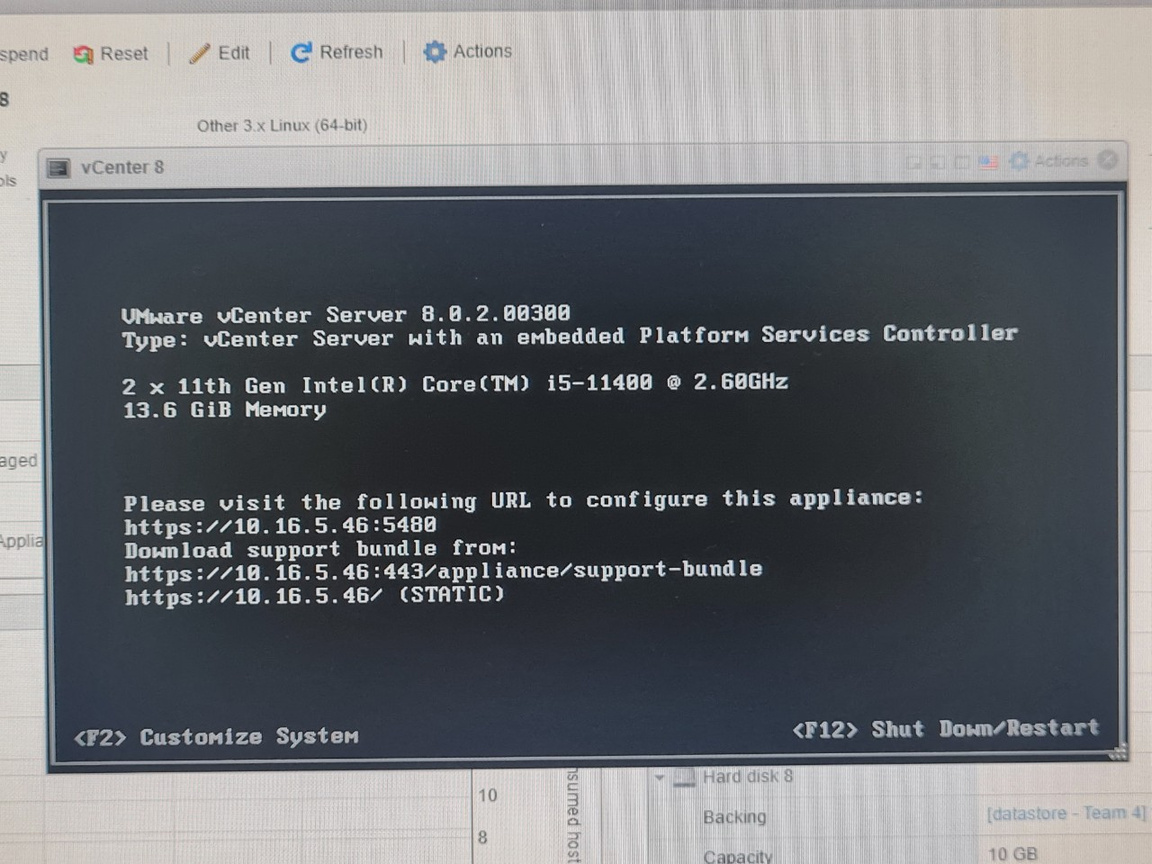 spend Reset Edit Refresh Actions
8
Other 3.x Linux (64-bit)
vCenter 8 Actions
VMware vCenter Server 8.0.2.00300
Type: vCenter Server with an embedded Platform Services Controller
2 x 11th Gen Intel(R) Core(TM) i5-11400 @ 2.60GHz
13.6 GiB Memory
Please visit the following URL to configure this appliance:
https://10.16.5.46:5480
Download support bundle from:
https://10.16.5.46:443/appliance/support-bundle
https://10.16.5.46/ (STATIC)
<F2> Customize System <F12> Shut Down/Restart
aged
Applia
10
8
nsumed host
Hard disk 8
Backing [datastore - Team 4]
Capacity 10 GB